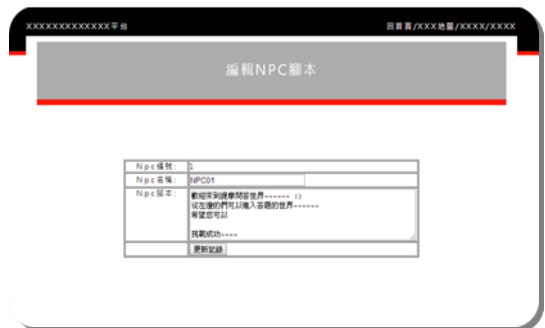 XXXXXXXXXXXXX平台
回首頁/XXX地圖/XXXX/XXXX
編輯NPC腳本
Npc編號:
1
Npc名稱:
NPC01
Npc腳本:
歡迎來到達摩問答世界------ :)
從左邊的門可以進入答題的世界------
希望您可以
挑戰成功----
更新記錄